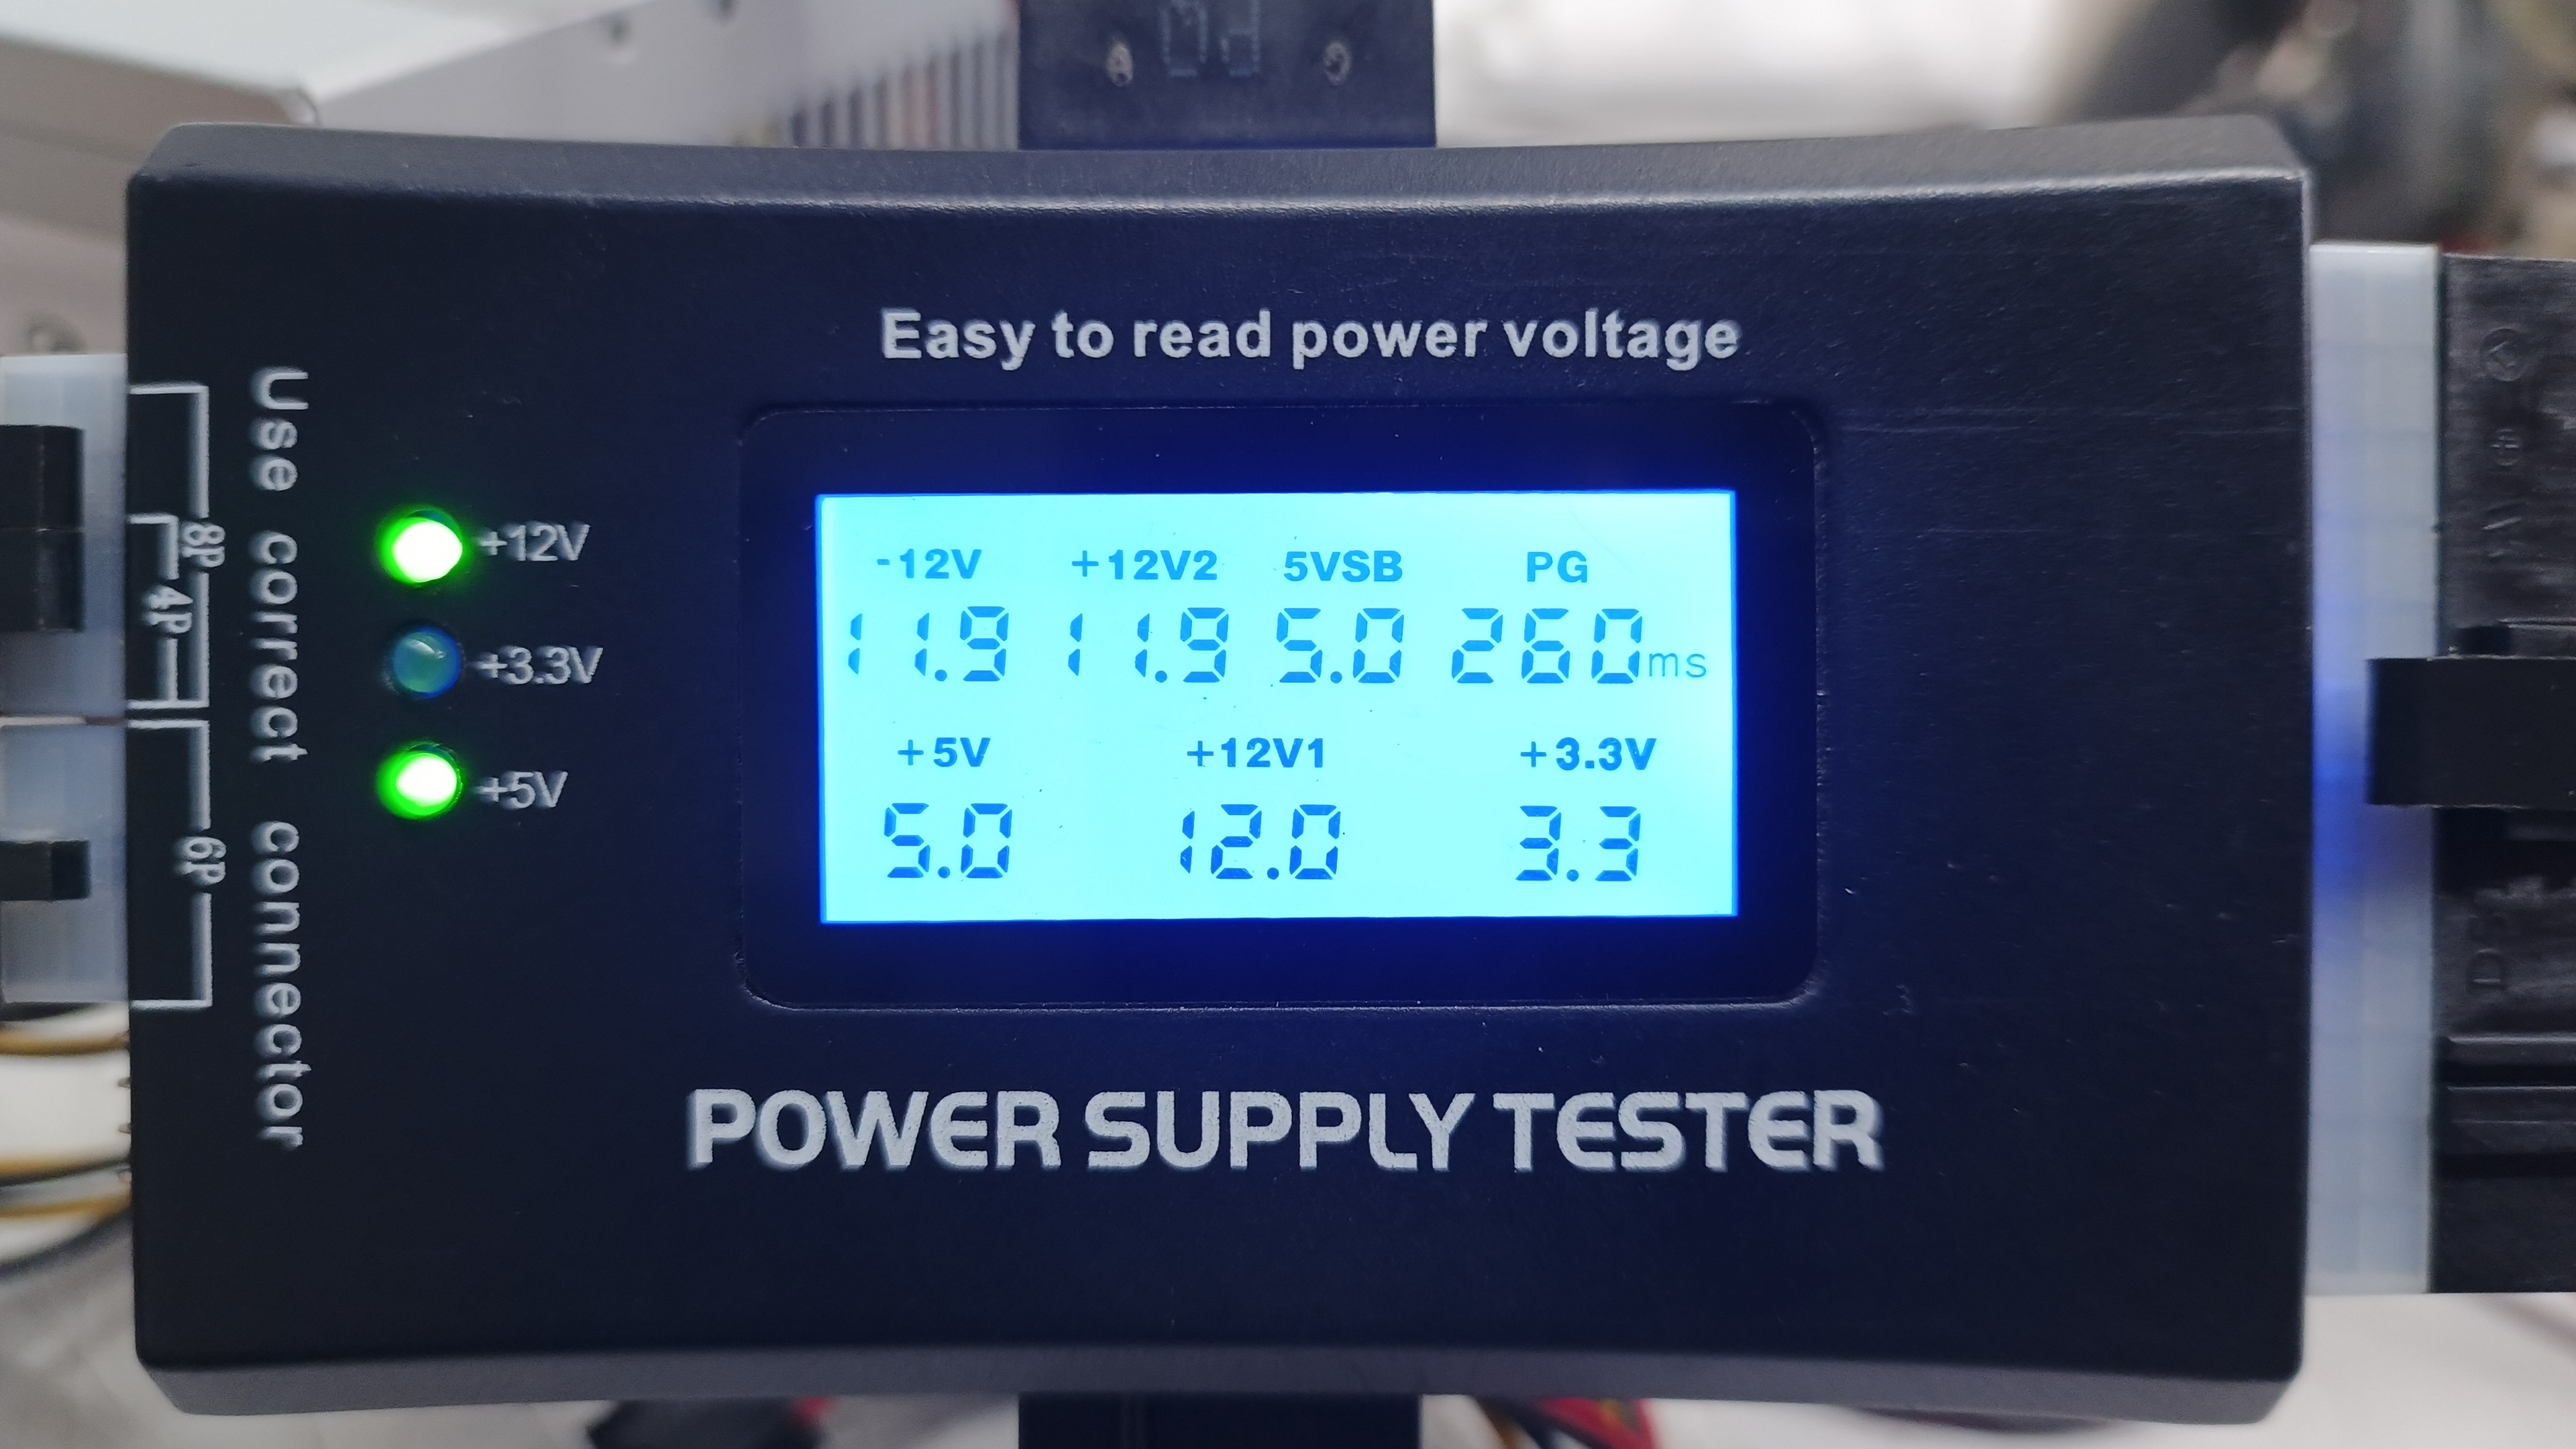 Easy to read power voltage
Use correct connector
8P
4P
6P
+12V
+3.3V
+5V
-12V +12V2 5VSB PG
11.9 11.9 5.0 260ms
+5V +12V1 +3.3V
5.0 12.0 3.3
POWER SUPPLY TESTER